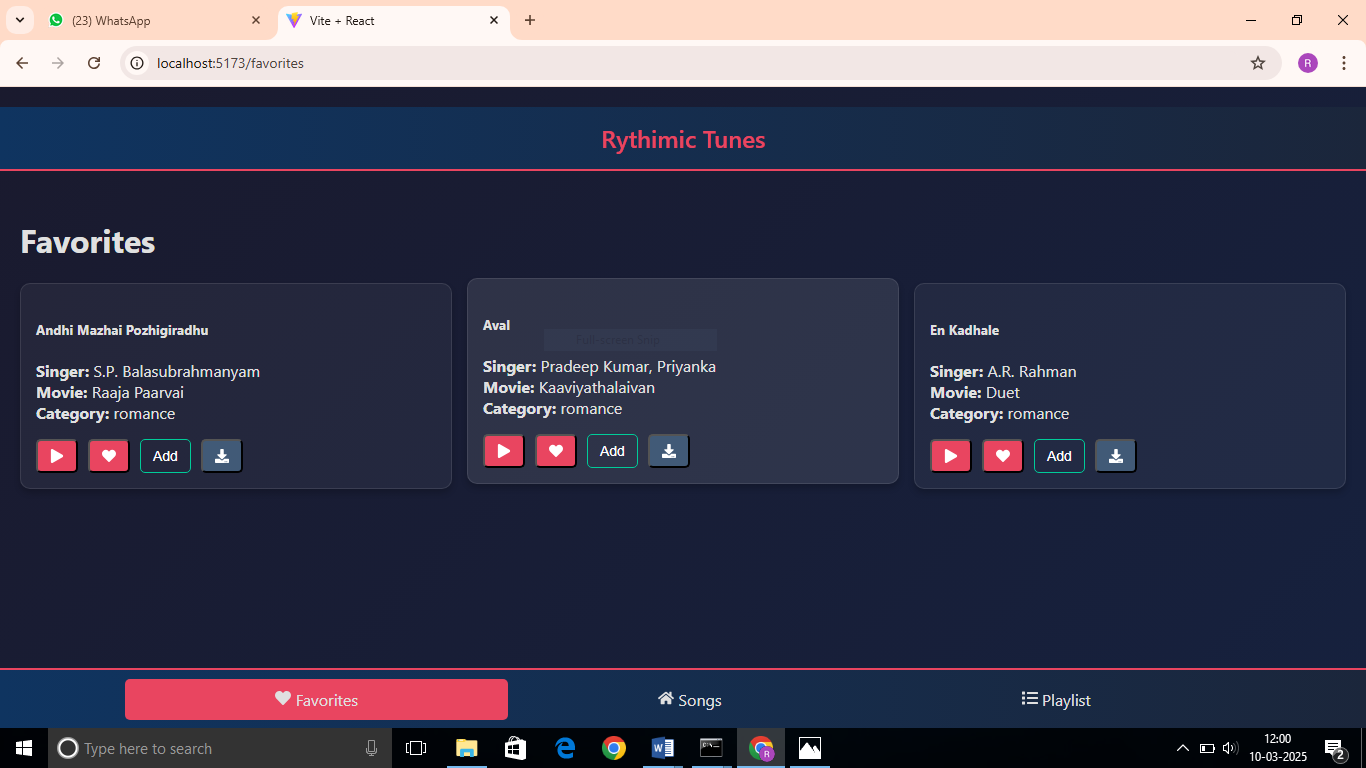 (23) WhatsApp
Vite + React
localhost:5173/favorites
R
Rythimic Tunes
Favorites
Andhi Mazhai Pozhigiradhu
Singer: S.P. Balasubrahmanyam
Movie: Raaja Paarvai
Category: romance
Add
Aval
Singer: Pradeep Kumar, Priyanka
Movie: Kaaviyathalaivan
Category: romance
Add
En Kadhale
Singer: A.R. Rahman
Movie: Duet
Category: romance
Add
Favorites
Songs
Playlist
Type here to search
R
12:00
10-03-2025
2